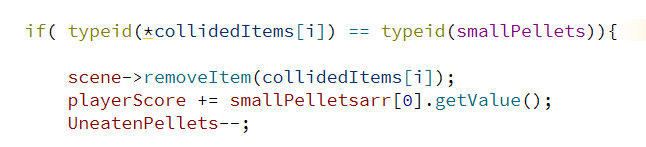 if( typeid(*collidedItems[i]) == typeid(smallPellets)){
scene->removeItem(collidedItems[i]);
playerScore += smallPelletsarr[0].getValue();
UneatenPellets--;